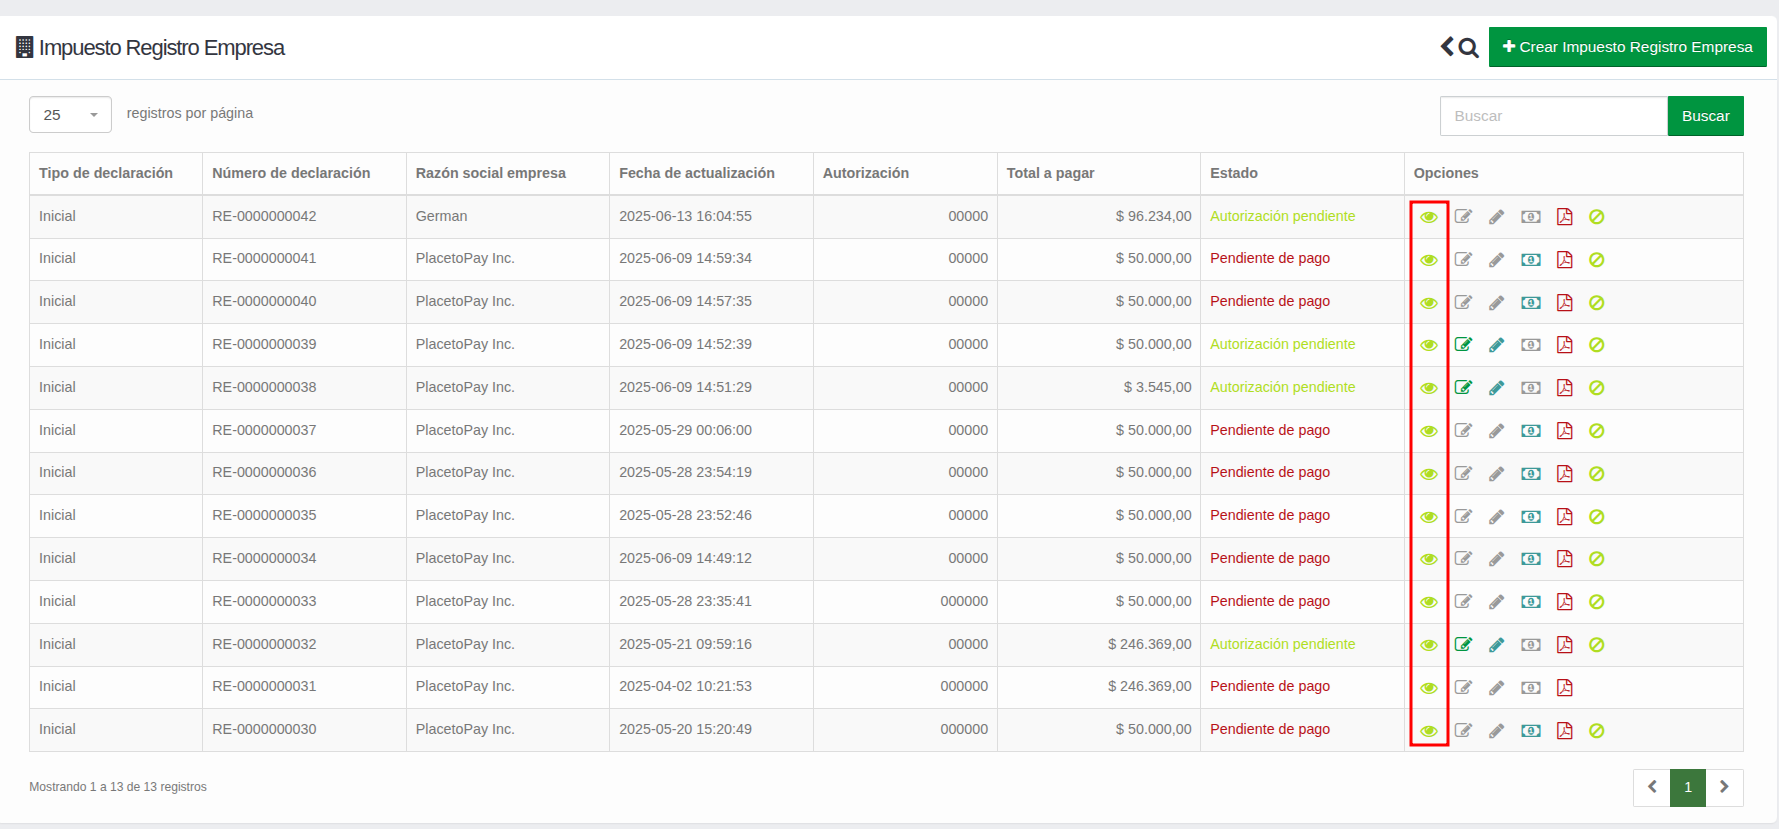 Impuesto Registro Empresa
Crear Impuesto Registro Empresa
25 registros por página
Buscar Buscar
Tipo de declaración Número de declaración Razón social empresa Fecha de actualización Autorización Total a pagar Estado Opciones
Inicial RE-0000000042 German 2025-06-13 16:04:55 00000 $ 96.234,00 Autorización pendiente
Inicial RE-0000000041 PlacetoPay Inc. 2025-06-09 14:59:34 00000 $ 50.000,00 Pendiente de pago
Inicial RE-0000000040 PlacetoPay Inc. 2025-06-09 14:57:35 00000 $ 50.000,00 Pendiente de pago
Inicial RE-0000000039 PlacetoPay Inc. 2025-06-09 14:52:39 00000 $ 50.000,00 Autorización pendiente
Inicial RE-0000000038 PlacetoPay Inc. 2025-06-09 14:51:29 00000 $ 3.545,00 Autorización pendiente
Inicial RE-0000000037 PlacetoPay Inc. 2025-05-29 00:06:00 00000 $ 50.000,00 Pendiente de pago
Inicial RE-0000000036 PlacetoPay Inc. 2025-05-28 23:54:19 00000 $ 50.000,00 Pendiente de pago
Inicial RE-0000000035 PlacetoPay Inc. 2025-05-28 23:52:46 00000 $ 50.000,00 Pendiente de pago
Inicial RE-0000000034 PlacetoPay Inc. 2025-06-09 14:49:12 00000 $ 50.000,00 Pendiente de pago
Inicial RE-0000000033 PlacetoPay Inc. 2025-05-28 23:35:41 000000 $ 50.000,00 Pendiente de pago
Inicial RE-0000000032 PlacetoPay Inc. 2025-05-21 09:59:16 00000 $ 246.369,00 Autorización pendiente
Inicial RE-0000000031 PlacetoPay Inc. 2025-04-02 10:21:53 000000 $ 246.369,00 Pendiente de pago
Inicial RE-0000000030 PlacetoPay Inc. 2025-05-20 15:20:49 000000 $ 50.000,00 Pendiente de pago
Mostrando 1 a 13 de 13 registros
1